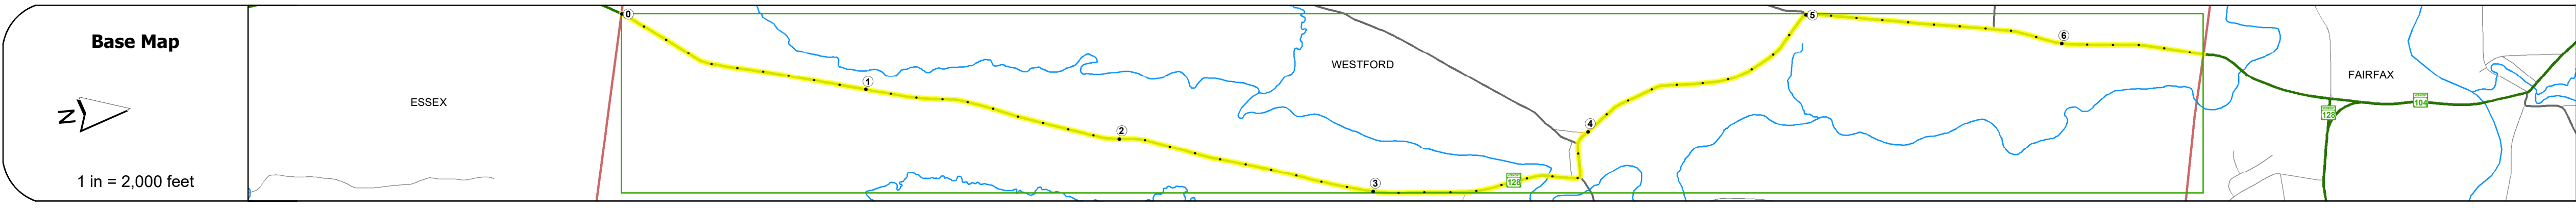 Base Map
N
1 in = 2,000 feet
ESSEX
0
1
2
3
128
WESTFORD
4
5
6
128
FAIRFAX
104